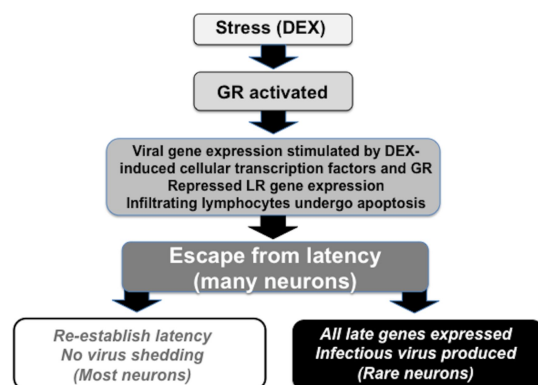 Stress (DEX)
GR activated
Viral gene expression stimulated by DEX-
induced cellular transcription factors and GR
Repressed LR gene expression
Infiltrating lymphocytes undergo apoptosis
Escape from latency
(many neurons)
Re-establish latency
No virus shedding
(Most neurons)
All late genes expressed
Infectious virus produced
(Rare neurons)